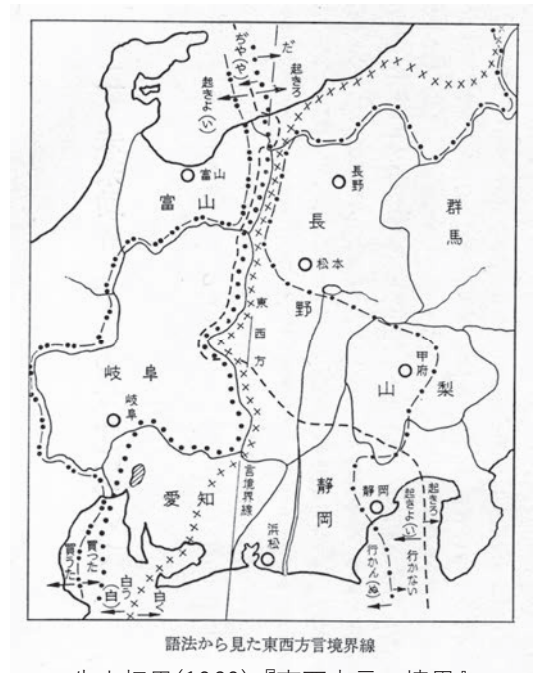 ぢや(や)
だ
起きよ(い)
起きろ
富山
富山
長野
群馬
長野
松本
東西方言境界線
岐阜
岐阜
甲府
山梨
愛知
静岡
静岡
浜松
起きよ(い)
起きろ
買うた
買った
白う(白)
白く
行かん(ぬ)
行かない
語法から見た東西方言境界線